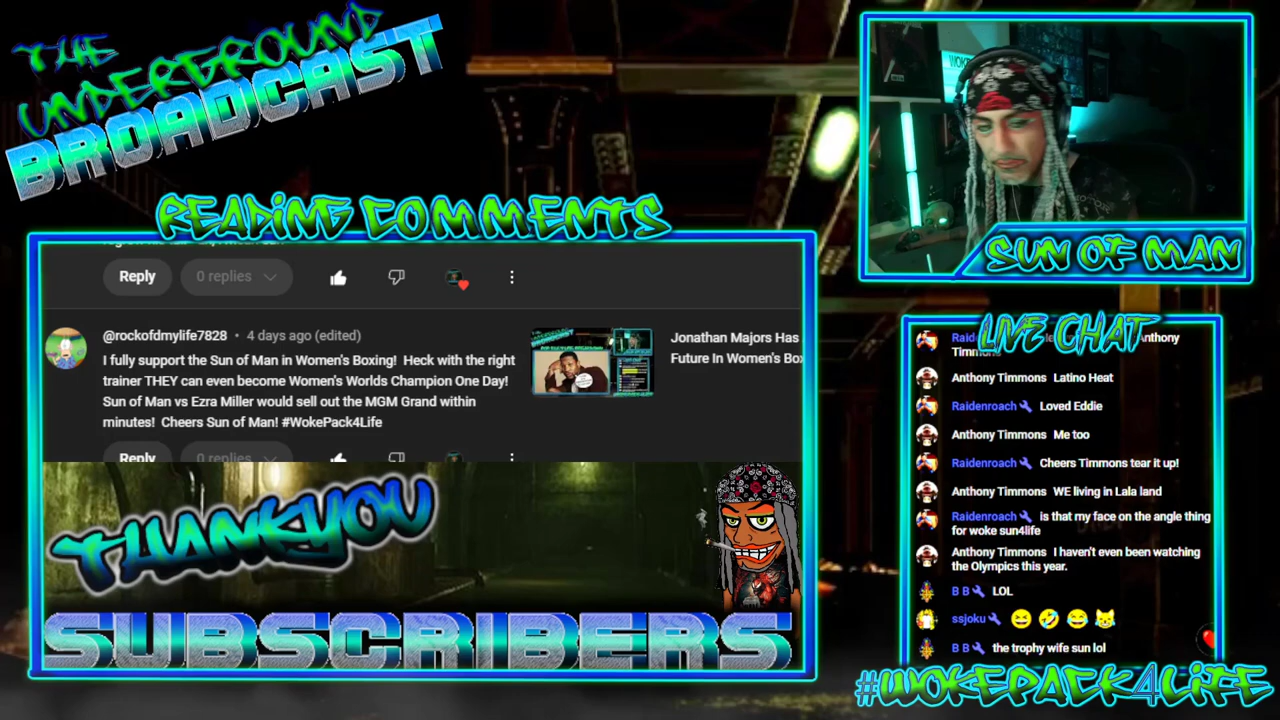 THE
UNDERGROUND
BROADCAST
READING COMMENTS
Reply
0 replies
@rockofdmylife7828 • 4 days ago (edited)
I fully support the Sun of Man in Women's Boxing! Heck with the right
trainer THEY can even become Women's Worlds Champion One Day!
Sun of Man vs Ezra Miller would sell out the MGM Grand within
minutes! Cheers Sun of Man! #WokePack4Life
Jonathan Majors Has
Future In Women's Box
Reply
0 replies
THANKYOU
SUBSCRIBERS
SUN OF MAN
LIVE CHAT
Anthony
Anthony Timmons Latino Heat
Raidenroach Loved Eddie
Anthony Timmons Me too
Raidenroach Cheers Timmons tear it up!
Anthony Timmons WE living in Lala land
Raidenroach is that my face on the angle thing
for woke sun4life
Anthony Timmons I haven't even been watching
the Olympics this year.
B B LOL
ssjoku 😆 🤣 😂 😸
B B the trophy wife sun lol
#WOKEPACK4LIFE